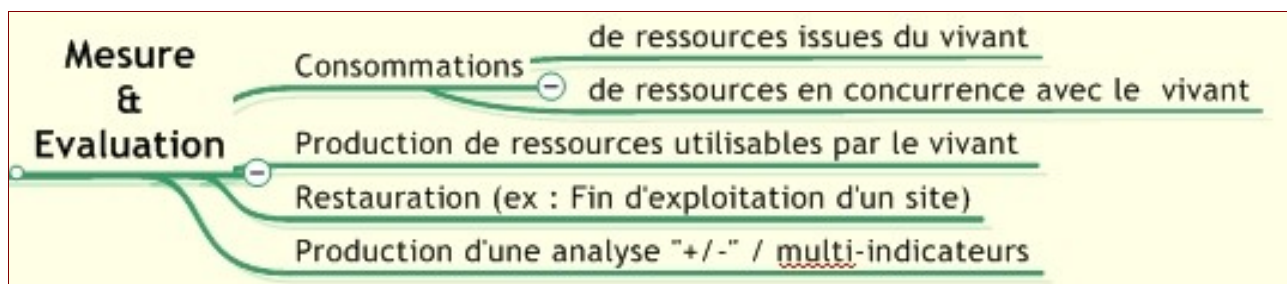 Mesure
&
Evaluation
Consommations
de ressources issues du vivant
de ressources en concurrence avec le vivant
Production de ressources utilisables par le vivant
Restauration (ex : Fin d'exploitation d'un site)
Production d'une analyse "+/-" / multi-indicateurs